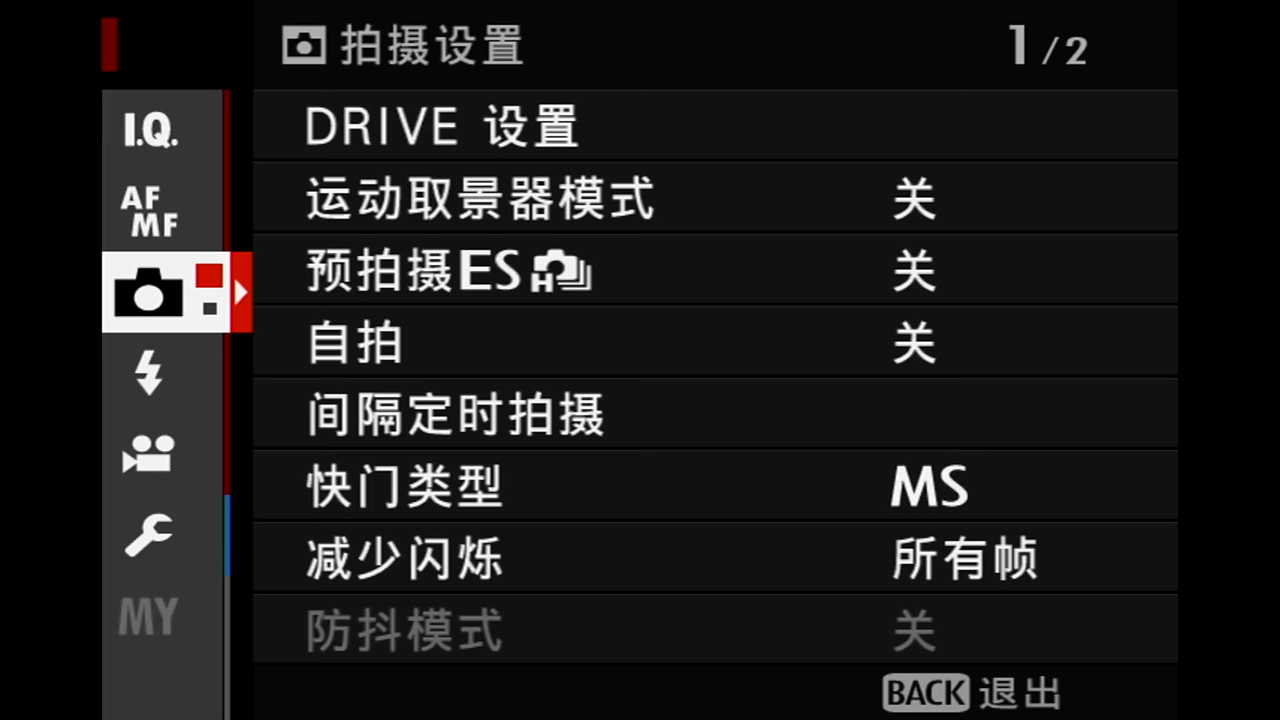 拍摄设置 1/2
I.Q.
DRIVE 设置
AF
MF
运动取景器模式 关
预拍摄ES H 关
自拍 关
间隔定时拍摄
快门类型 MS
减少闪烁 所有帧
MY
防抖模式 关
BACK 退出